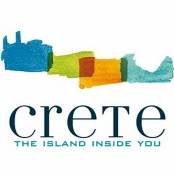 crete
THE ISLAND INSIDE YOU